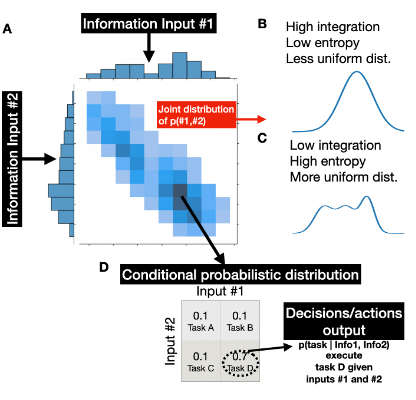 A
Information Input #1
Information Input #2
Joint distribution
of p(#1,#2)
B
High integration
Low entropy
Less uniform dist.
C
Low integration
High entropy
More uniform dist.
D
Conditional probabilistic distribution
Input #1
Input #2
0.1
Task A
0.1
Task B
0.1
Task C
0.7
Task D
Decisions/actions
output
p(task | Info1, Info2)
execute
task D given
inputs #1 and #2